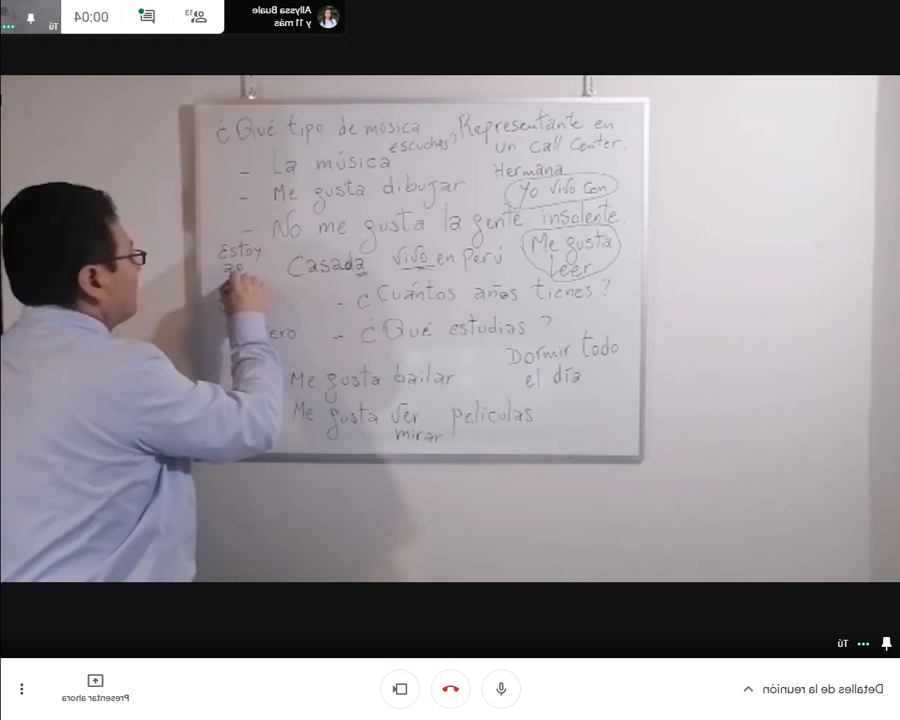 Allyssa Buale
y 11 más
13
Tú
¿Qué tipo de música
escuchas?
Representante en
un Call Center.
- La música
Hermana
- Me gusta dibujar
Yo vivo con
- No me gusta la gente insolente.
Estoy
Casada vivo en Perú
Me gusta
Leer
- ¿Cuántos años tienes?
- ¿Qué estudias?
Dormir todo
el día
Me gusta bailar
Me gusta ver películas
mirar
Tú
Detalles de la reunión
Presentar ahora